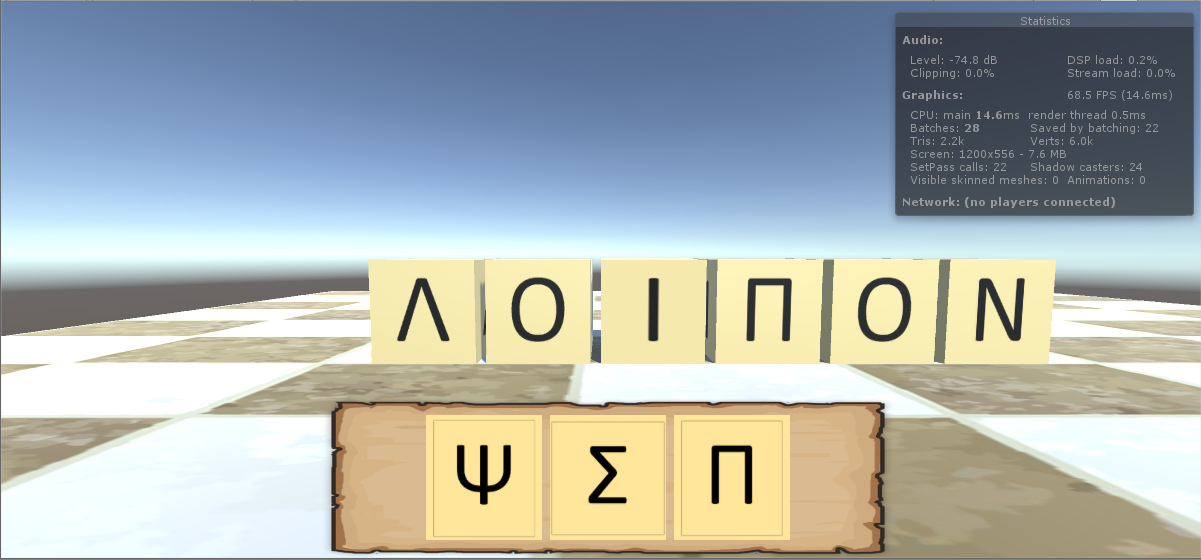 Statistics
Audio:
Level: -74.8 dB DSP load: 0.2%
Clipping: 0.0% Stream load: 0.0%
Graphics: 68.5 FPS (14.6ms)
CPU: main 14.6ms render thread 0.5ms
Batches: 28 Saved by batching: 22
Tris: 2.2k Verts: 6.0k
Screen: 1200x556 - 7.6 MB
SetPass calls: 22 Shadow casters: 24
Visible skinned meshes: 0 Animations: 0
Network: (no players connected)
ΛΟΙΠΟΝ
Ψ Σ Π